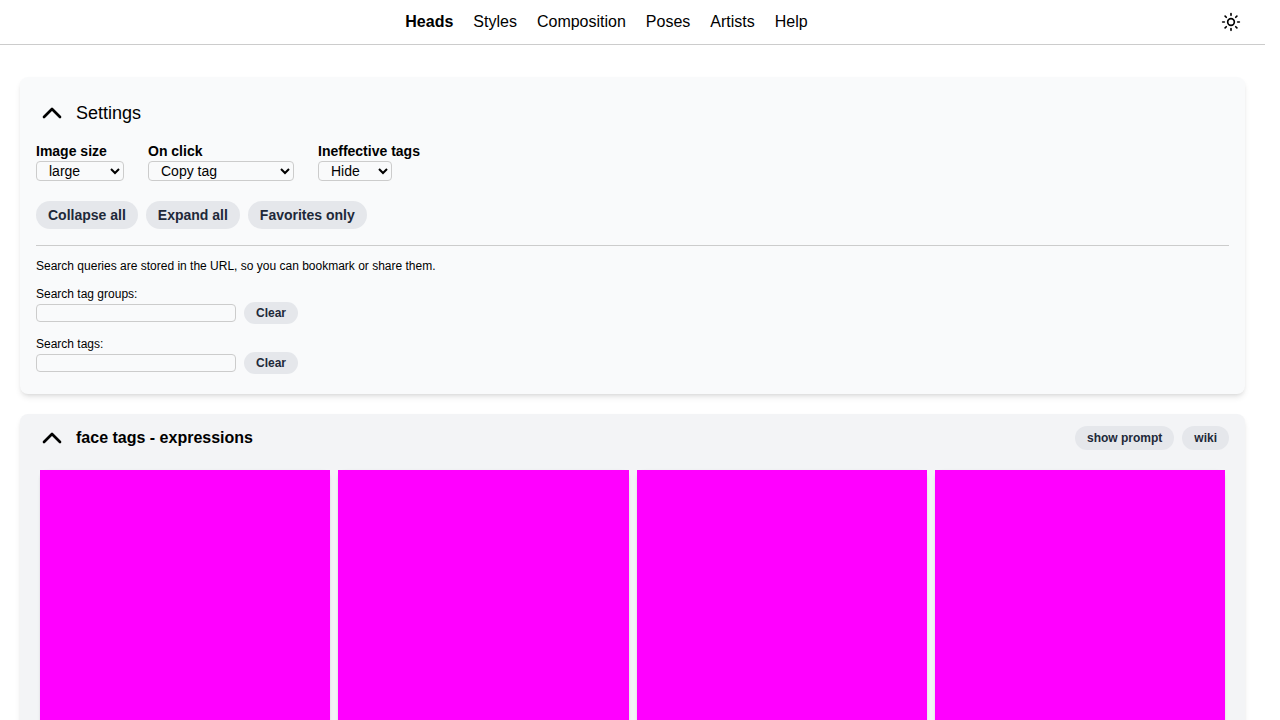 Heads Styles Composition Poses Artists Help
Settings
Image size On click Ineffective tags
large Copy tag Hide
Collapse all Expand all Favorites only
Search queries are stored in the URL, so you can bookmark or share them.
Search tag groups:
Clear
Search tags:
Clear
face tags - expressions show prompt wiki